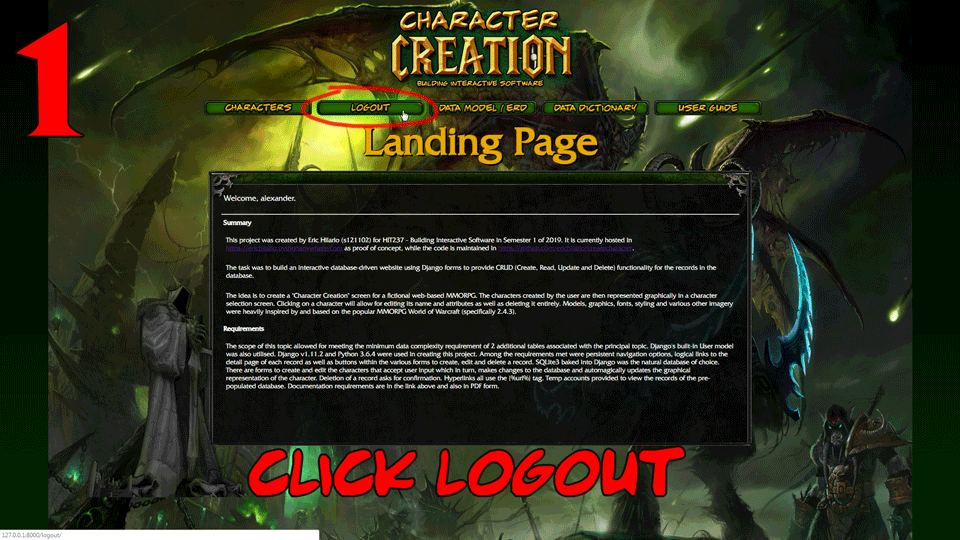 1
CHARACTER
CREATION
BUILDING INTERACTIVE SOFTWARE
CHARACTERS LOGOUT DATA MODEL / ERD DATA DICTIONARY USER GUIDE
Landing Page
Welcome, alexander.
Summary
This project was created by Eric Hilario (s121102) for HIT237 - Building Interactive Software in Semester 1 of 2019. It is currently hosted in
as proof of concept, while the code is maintained in
The task was to build an interactive database-driven website using Django forms to provide CRUD (Create, Read, Update and Delete) functionality for the records in the
database.
The idea is to create a "Character Creation" screen for a fictional web-based MMORPG. The characters created by the user are then represented graphically in a character
selection screen. Clicking on a character will allow for editing its name and attributes as well as deleting it entirely. Models, graphics, fonts, styling and various other imagery
were heavily inspired by and based on the popular MMORPG World of Warcraft (specifically 2.4.3).
Requirements
The scope of this topic allowed for meeting the minimum data complexity requirement of 2 additional tables associated with the principal topic. Django's built-in User model
was also utilised. Django v1.11.2 and Python 3.6.4 were used in creating this project. Among the requirements met were persistent navigation options, logical links to the
detail page of each record as well as buttons within the various forms to create, edit and delete a record. SQLite3 baked into Django was the natural database of choice.
There are forms to create and edit the characters that accept user input which in turn, makes changes to the database and automagically updates the graphical
representation of the character. Deletion of a record asks for confirmation. Hyperlinks all use the {%url%} tag. Temp accounts provided to view the records of the pre-
populated database. Documentation requirements are in the link above and also in PDF form.
CLICK LOGOUT
127.0.0.1:8000/logout/